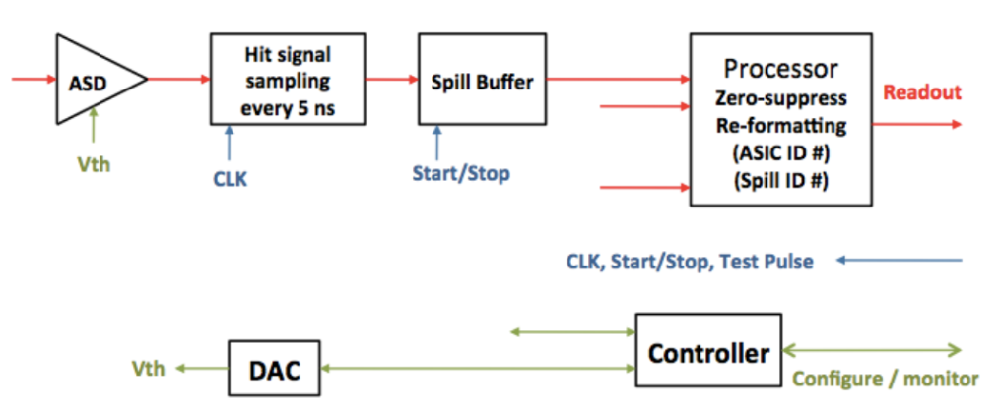 ASD
Hit signal
sampling
every 5 ns
Spill Buffer
Processor
Zero-suppress
Re-formatting
(ASIC ID #)
(Spill ID #)
Readout
Vth
CLK
Start/Stop
CLK, Start/Stop, Test Pulse
Vth
DAC
Controller
Configure / monitor